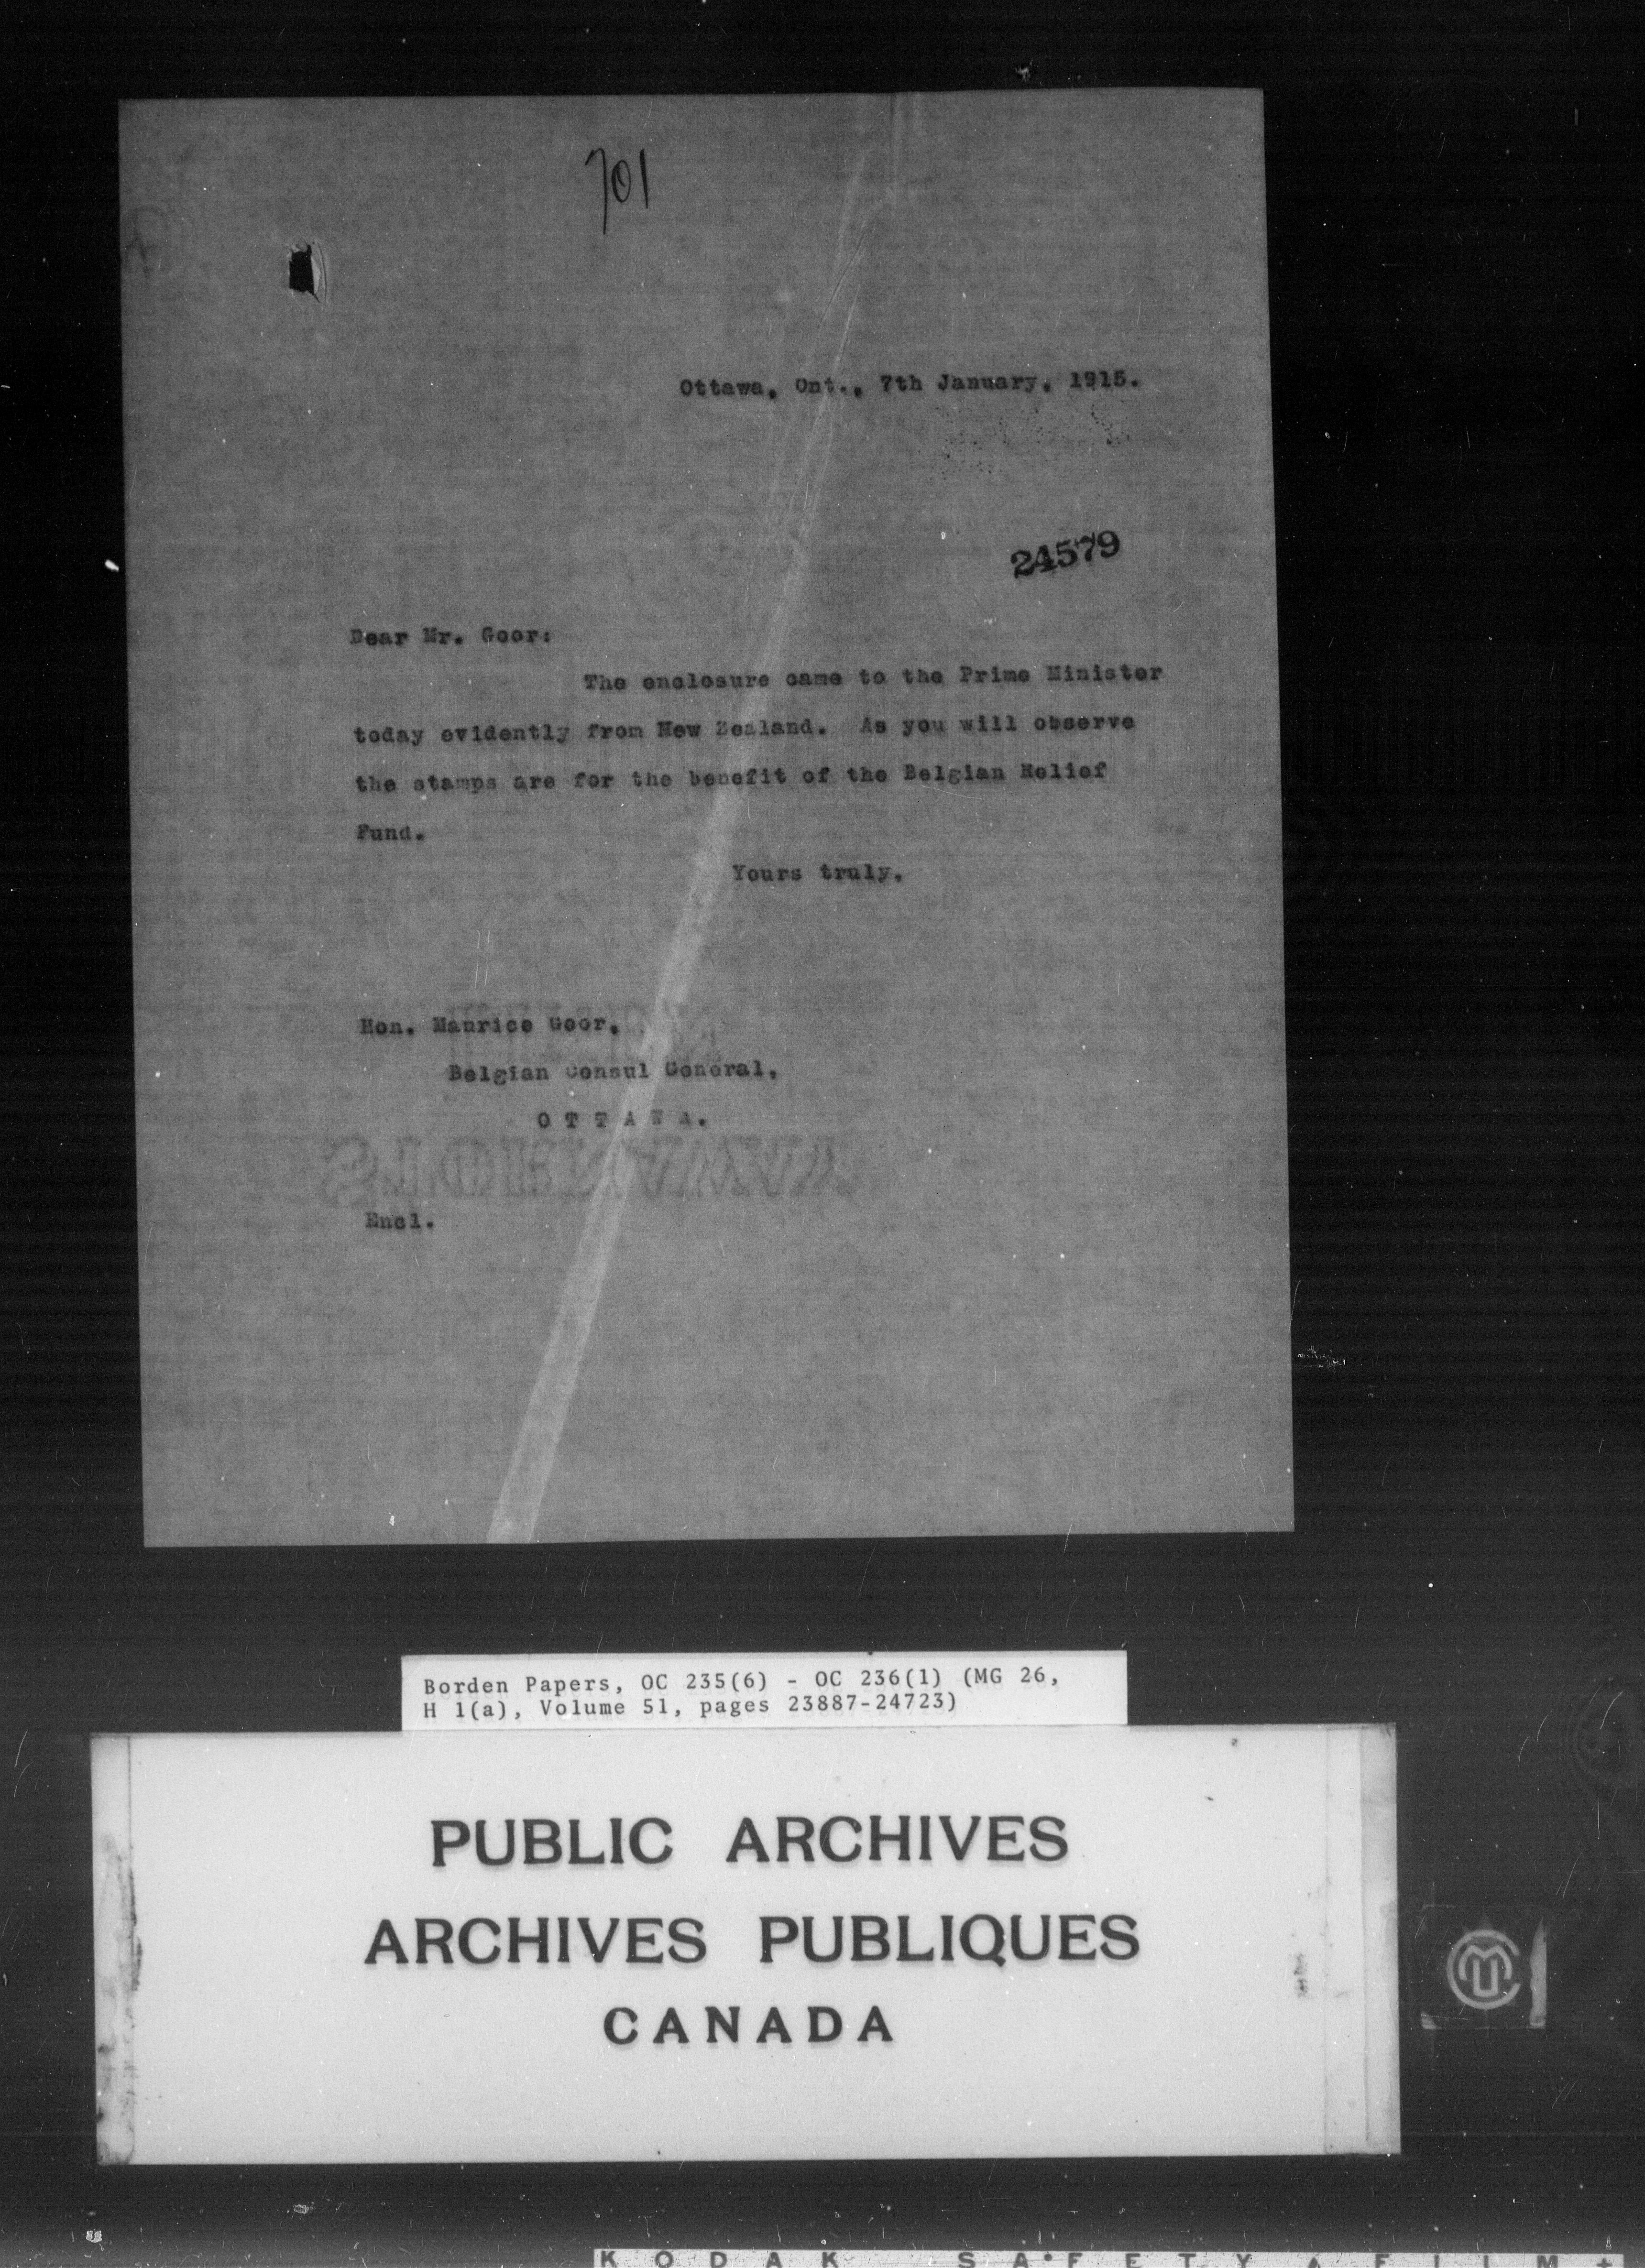 701
Ottawa, Ont., 7th January, 1915.
24579
Dear Mr. Goor:
The enclosure came to the Prime Minister
today evidently from New Zealand. As you will observe
the stamps are for the benefit of the Belgian Relief
Fund.
Yours truly,
Hon. Maurice Goor,
Belgian Consul General,
O T T A W A.
Encl.
Borden Papers, OC 235(6) - OC 236(1) (MG 26,
H 1(a), Volume 51, pages 23887-24723)
PUBLIC ARCHIVES
ARCHIVES PUBLIQUES
CANADA
KODAK SAFETY FILM